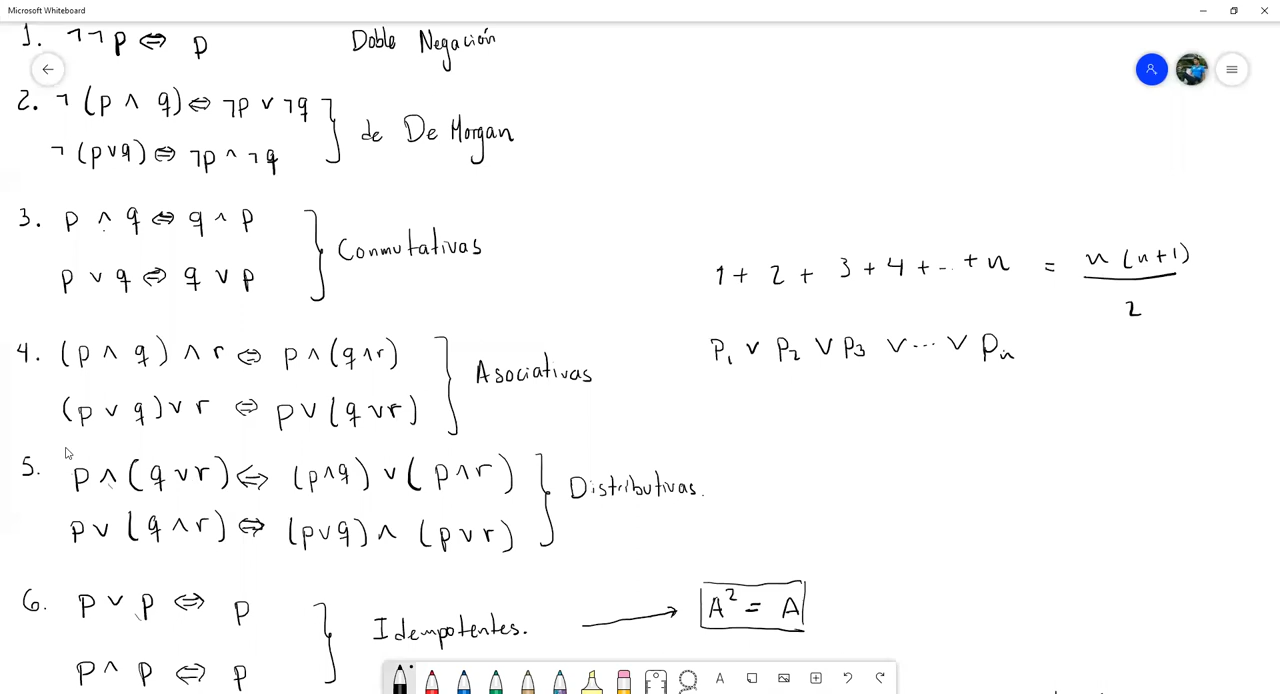 Microsoft Whiteboard
1. ¬¬p ⇔ p Doble Negación
2. ¬(p ∧ q) ⇔ ¬p ∨ ¬q
¬(p∨q) ⇔ ¬p ∧ ¬q
de De Morgan
3. p ∧ q ⇔ q ∧ p
p ∨ q ⇔ q ∨ p
Conmutativas
4. (p ∧ q) ∧ r ⇔ p∧(q∧r)
(p ∨ q)∨ r ⇔ p∨(q∨r)
Asociativas
5. p∧(q∨r) ⇔ (p∧q) ∨ (p∧r)
p∨(q∧r) ⇔ (p∨q) ∧ (p∨r)
Distributivas.
6. p ∨ p ⇔ p
p ∧ p ⇔ p
Idempotentes. → A² = A
1 + 2 + 3 + 4 + ... + n = n(n+1)
2
p₁ ∨ p₂ ∨ p₃ ∨ ... ∨ pₙ
A